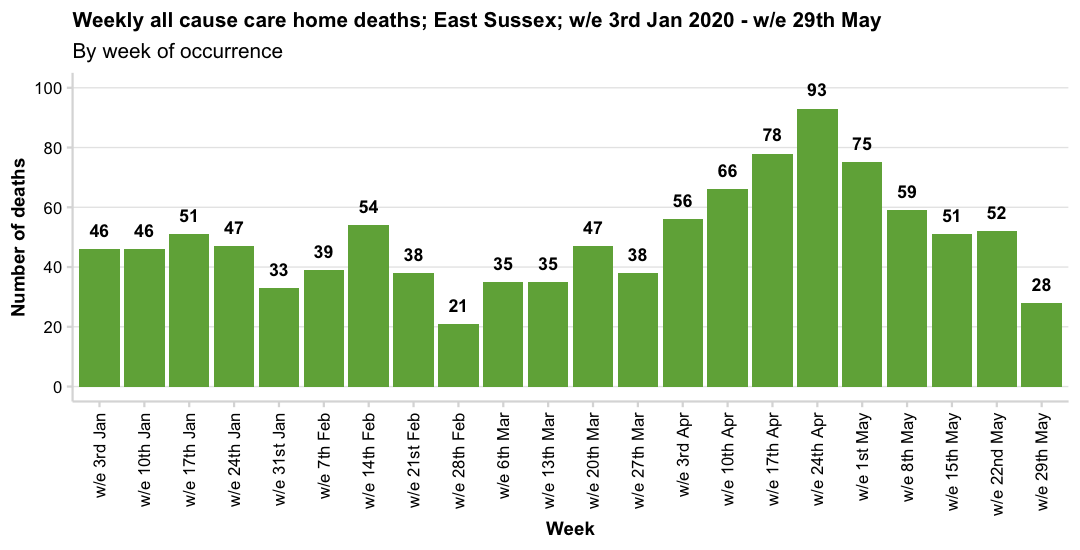 Weekly all cause care home deaths; East Sussex; w/e 3rd Jan 2020 - w/e 29th May
By week of occurrence
Number of deaths
100
80
60
40
20
0
46
46
51
47
33
39
54
38
21
35
35
47
38
56
66
78
93
75
59
51
52
28
w/e 3rd Jan
w/e 10th Jan
w/e 17th Jan
w/e 24th Jan
w/e 31st Jan
w/e 7th Feb
w/e 14th Feb
w/e 21st Feb
w/e 28th Feb
w/e 6th Mar
w/e 13th Mar
w/e 20th Mar
w/e 27th Mar
w/e 3rd Apr
w/e 10th Apr
w/e 17th Apr
w/e 24th Apr
w/e 1st May
w/e 8th May
w/e 15th May
w/e 22nd May
w/e 29th May
Week